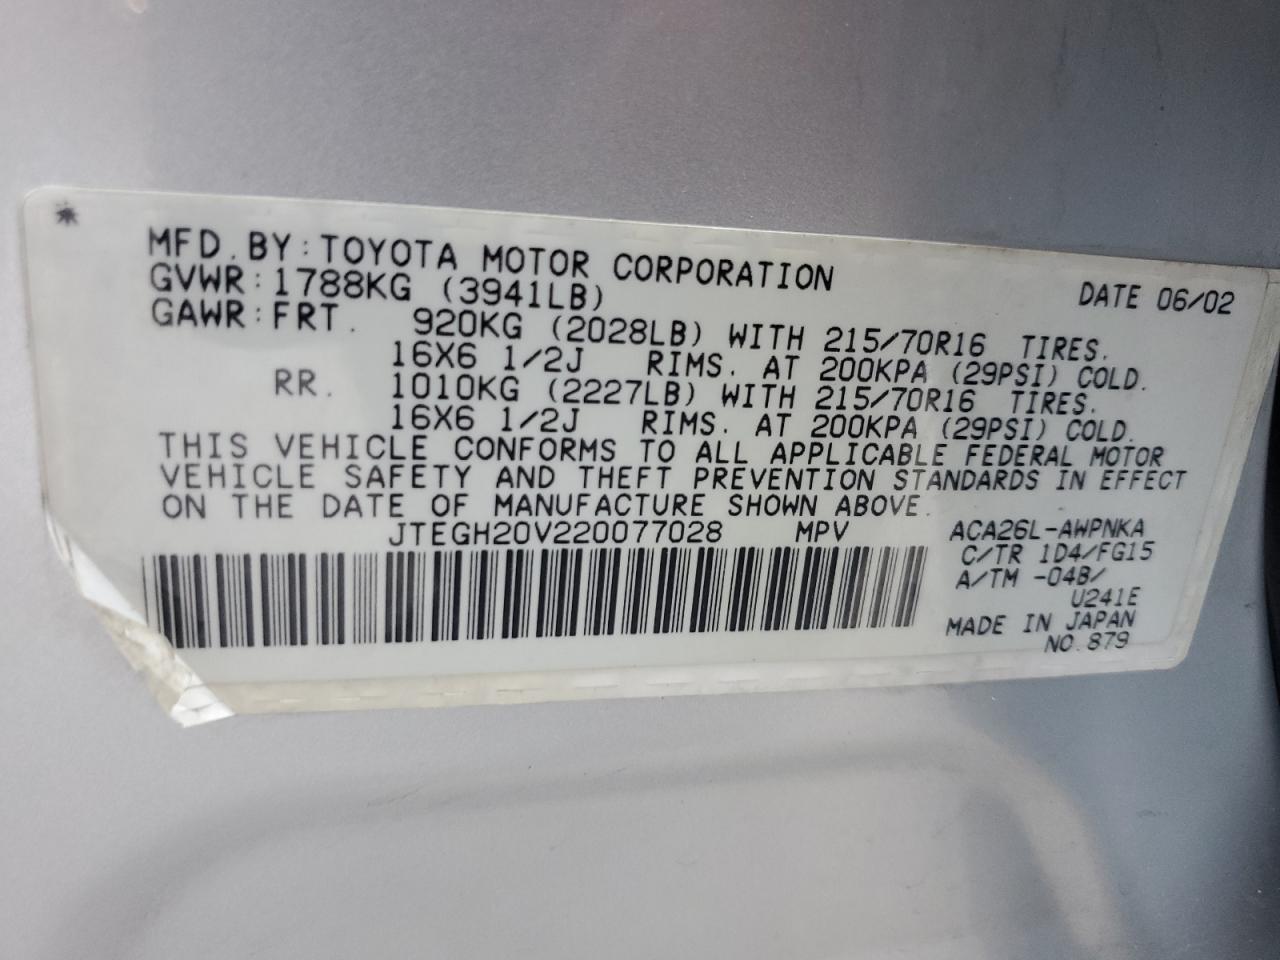 *
MFD. BY: TOYOTA MOTOR CORPORATION DATE 06/02
GVWR: 1788KG (3941LB)
GAWR: FRT. 920KG (2028LB) WITH 215/70R16 TIRES.
16X6 1/2J RIMS. AT 200KPA (29PSI) COLD.
RR. 1010KG (2227LB) WITH 215/70R16 TIRES.
16X6 1/2J RIMS. AT 200KPA (29PSI) COLD.
THIS VEHICLE CONFORMS TO ALL APPLICABLE FEDERAL MOTOR
VEHICLE SAFETY AND THEFT PREVENTION STANDARDS IN EFFECT
ON THE DATE OF MANUFACTURE SHOWN ABOVE.
JTEGH20V220077028 MPV ACA26L-AWPNKA
C/TR 1D4/FG15
A/TM -04B/
U241E
MADE IN JAPAN
NO.879